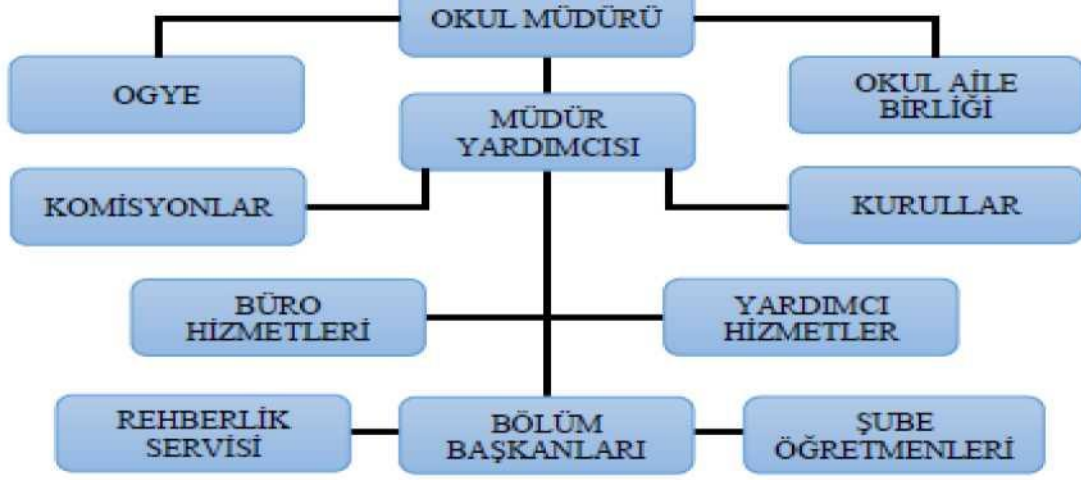 OKUL MÜDÜRÜ
OGYE
OKUL AİLE
BİRLİĞİ
MÜDÜR
YARDIMCISI
KOMİSYONLAR
KURULLAR
BÜRO
HİZMETLERİ
YARDIMCI
HİZMETLER
REHBERLİK
SERVİSİ
BÖLÜM
BAŞKANLARI
ŞUBE
ÖĞRETMENLERİ